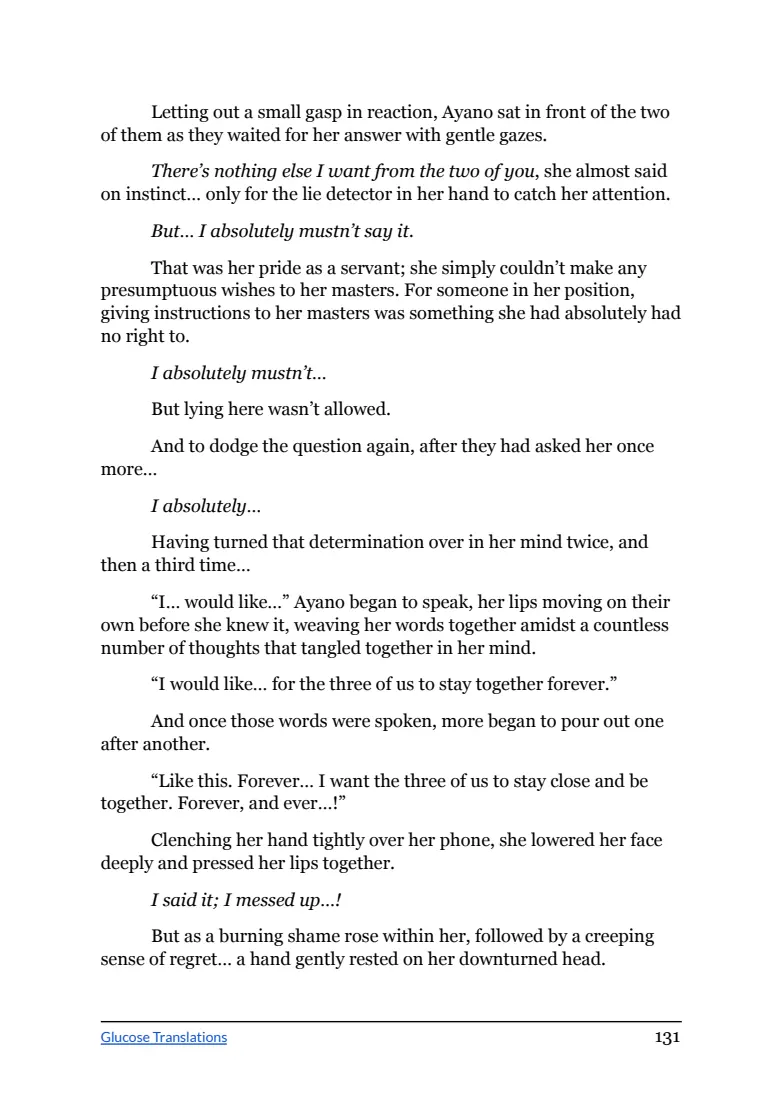 Letting out a small gasp in reaction, Ayano sat in front of the two
of them as they waited for her answer with gentle gazes.
There’s nothing else I want from the two of you, she almost said
on instinct... only for the lie detector in her hand to catch her attention.
But... I absolutely mustn’t say it.
That was her pride as a servant; she simply couldn’t make any
presumptuous wishes to her masters. For someone in her position,
giving instructions to her masters was something she had absolutely had
no right to.
I absolutely mustn’t...
But lying here wasn’t allowed.
And to dodge the question again, after they had asked her once
more...
I absolutely...
Having turned that determination over in her mind twice, and
then a third time...
“I... would like...” Ayano began to speak, her lips moving on their
own before she knew it, weaving her words together amidst a countless
number of thoughts that tangled together in her mind.
“I would like... for the three of us to stay together forever.”
And once those words were spoken, more began to pour out one
after another.
“Like this. Forever... I want the three of us to stay close and be
together. Forever, and ever...!”
Clenching her hand tightly over her phone, she lowered her face
deeply and pressed her lips together.
I said it; I messed up...!
But as a burning shame rose within her, followed by a creeping
sense of regret... a hand gently rested on her downturned head.
Glucose Translations 131